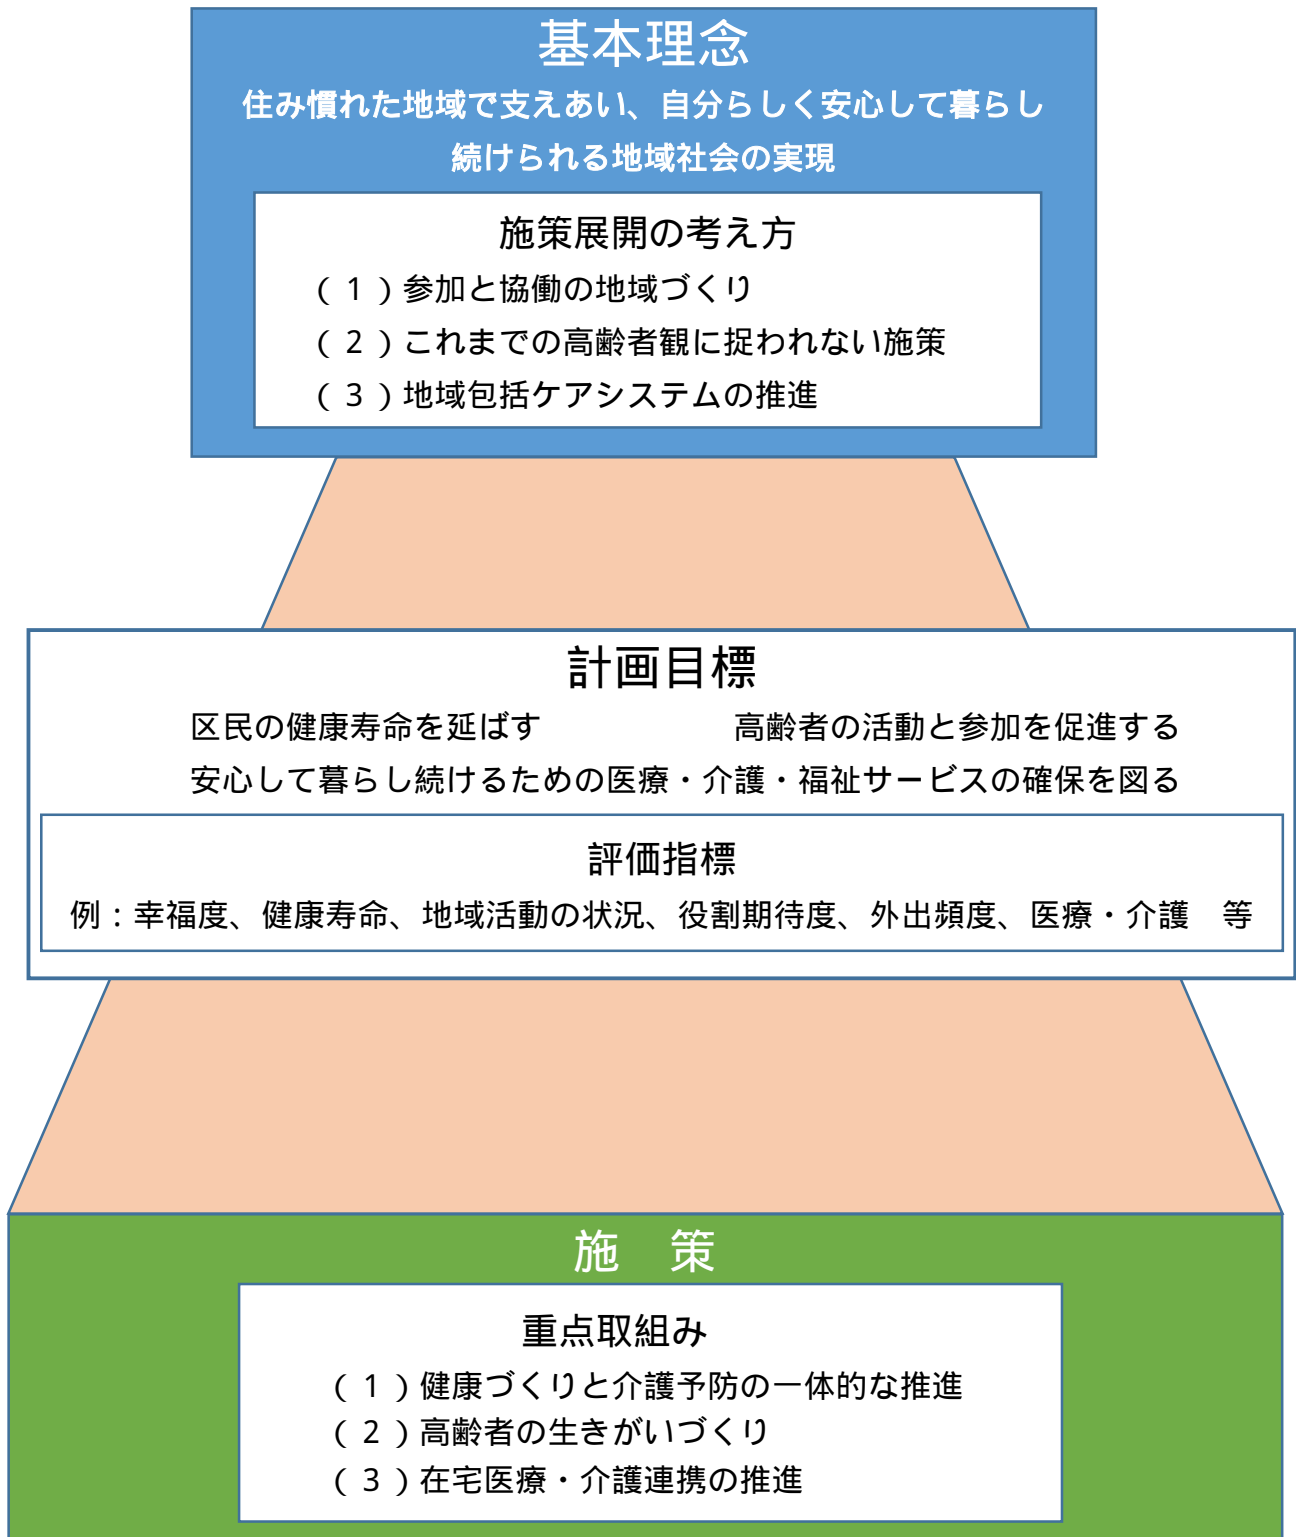 基本理念
住み慣れた地域で支えあい、自分らしく安心して暮らし
続けられる地域社会の実現
施策展開の考え方
（１）参加と協働の地域づくり
（２）これまでの高齢者観に捉われない施策
（３）地域包括ケアシステムの推進
計画目標
区民の健康寿命を延ばす　　　　　　高齢者の活動と参加を促進する
安心して暮らし続けるための医療・介護・福祉サービスの確保を図る
評価指標
例：幸福度、健康寿命、地域活動の状況、役割期待度、外出頻度、医療・介護　等
施　策
重点取組み
（１）健康づくりと介護予防の一体的な推進
（２）高齢者の生きがいづくり
（３）在宅医療・介護連携の推進